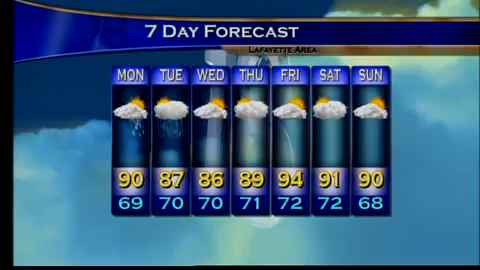 7 DAY FORECAST
LAFAYETTE AREA
MON TUE WED THU FRI SAT SUN
90 87 86 89 94 91 90
69 70 70 71 72 72 68